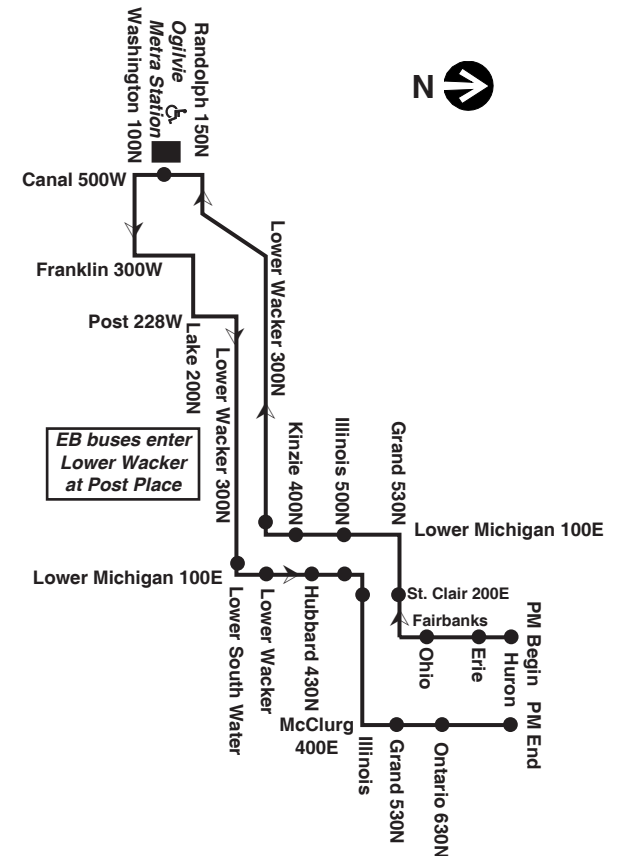 Randolph 150N
Ogilvie
Metra Station
Washington 100N
N
Canal 500W
Franklin 300W
Post 228W
Lake 200N
Lower Wacker 300N
Lower Wacker 300N
EB buses enter
Lower Wacker
at Post Place
Kinzie 400N
Illinois 500N
Grand 530N
Lower Michigan 100E
Lower Michigan 100E
St. Clair 200E
Fairbanks
Ohio
Erie
Huron
PM Begin
PM End
Lower South Water
Lower Wacker
Hubbard 430N
McClurg
400E
Illinois
Grand 530N
Ontario 630N